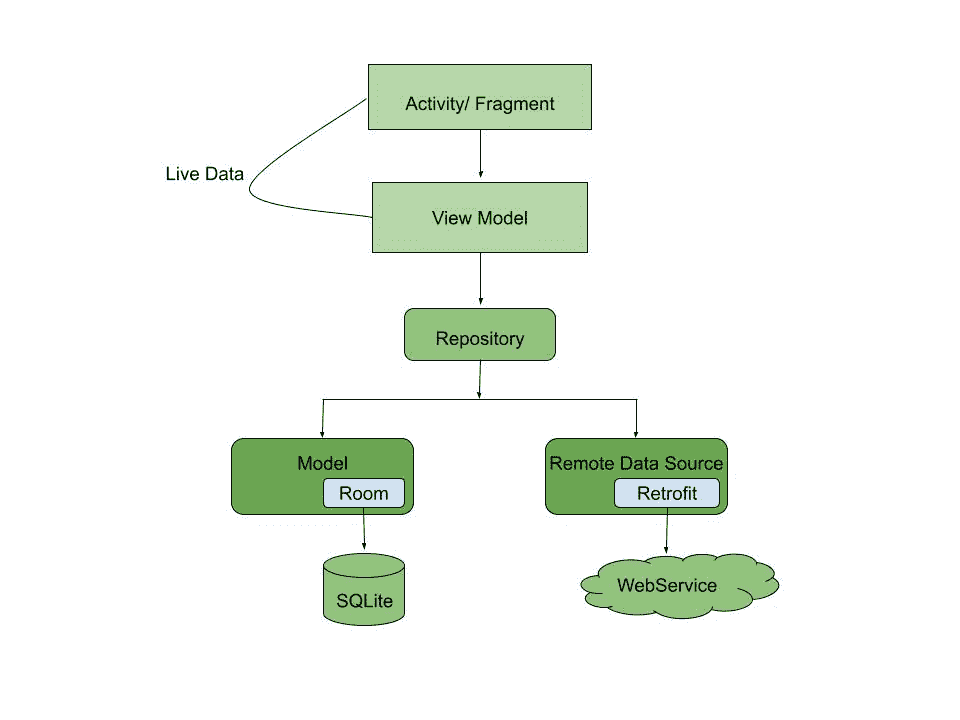 Activity/ Fragment
Live Data
View Model
Repository
Model
Room
Remote Data Source
Retrofit
SQLite
WebService